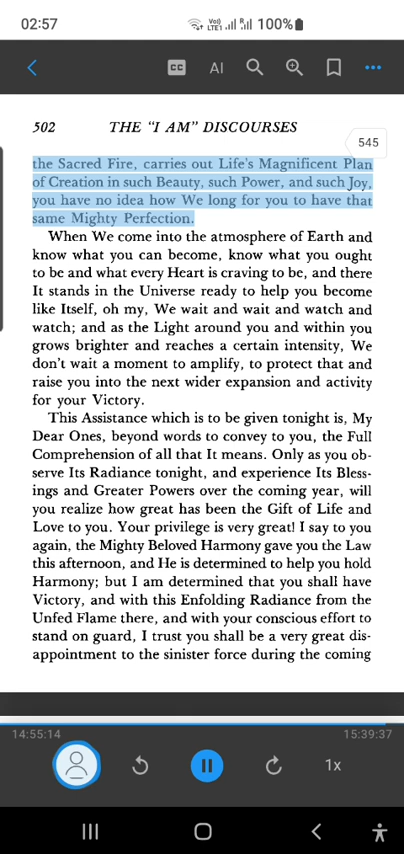 02:57
Vo) R
LTE1
100%
CC
AI
502 THE “I AM” DISCOURSES
545
the Sacred Fire, carries out Life’s Magnificent Plan
of Creation in such Beauty, such Power, and such Joy,
you have no idea how We long for you to have that
same Mighty Perfection.
When We come into the atmosphere of Earth and
know what you can become, know what you ought
to be and what every Heart is craving to be, and there
It stands in the Universe ready to help you become
like Itself, oh my, We wait and wait and watch and
watch; and as the Light around you and within you
grows brighter and reaches a certain intensity, We
don’t wait a moment to amplify, to protect that and
raise you into the next wider expansion and activity
for your Victory.
This Assistance which is to be given tonight is, My
Dear Ones, beyond words to convey to you, the Full
Comprehension of all that It means. Only as you ob-
serve Its Radiance tonight, and experience Its Bless-
ings and Greater Powers over the coming year, will
you realize how great has been the Gift of Life and
Love to you. Your privilege is very great! I say to you
again, the Mighty Beloved Harmony gave you the Law
this afternoon, and He is determined to help you hold
Harmony; but I am determined that you shall have
Victory, and with this Enfolding Radiance from the
Unfed Flame there, and with your conscious effort to
stand on guard, I trust you shall be a very great dis-
appointment to the sinister force during the coming
14:55:14 15:39:37
1x